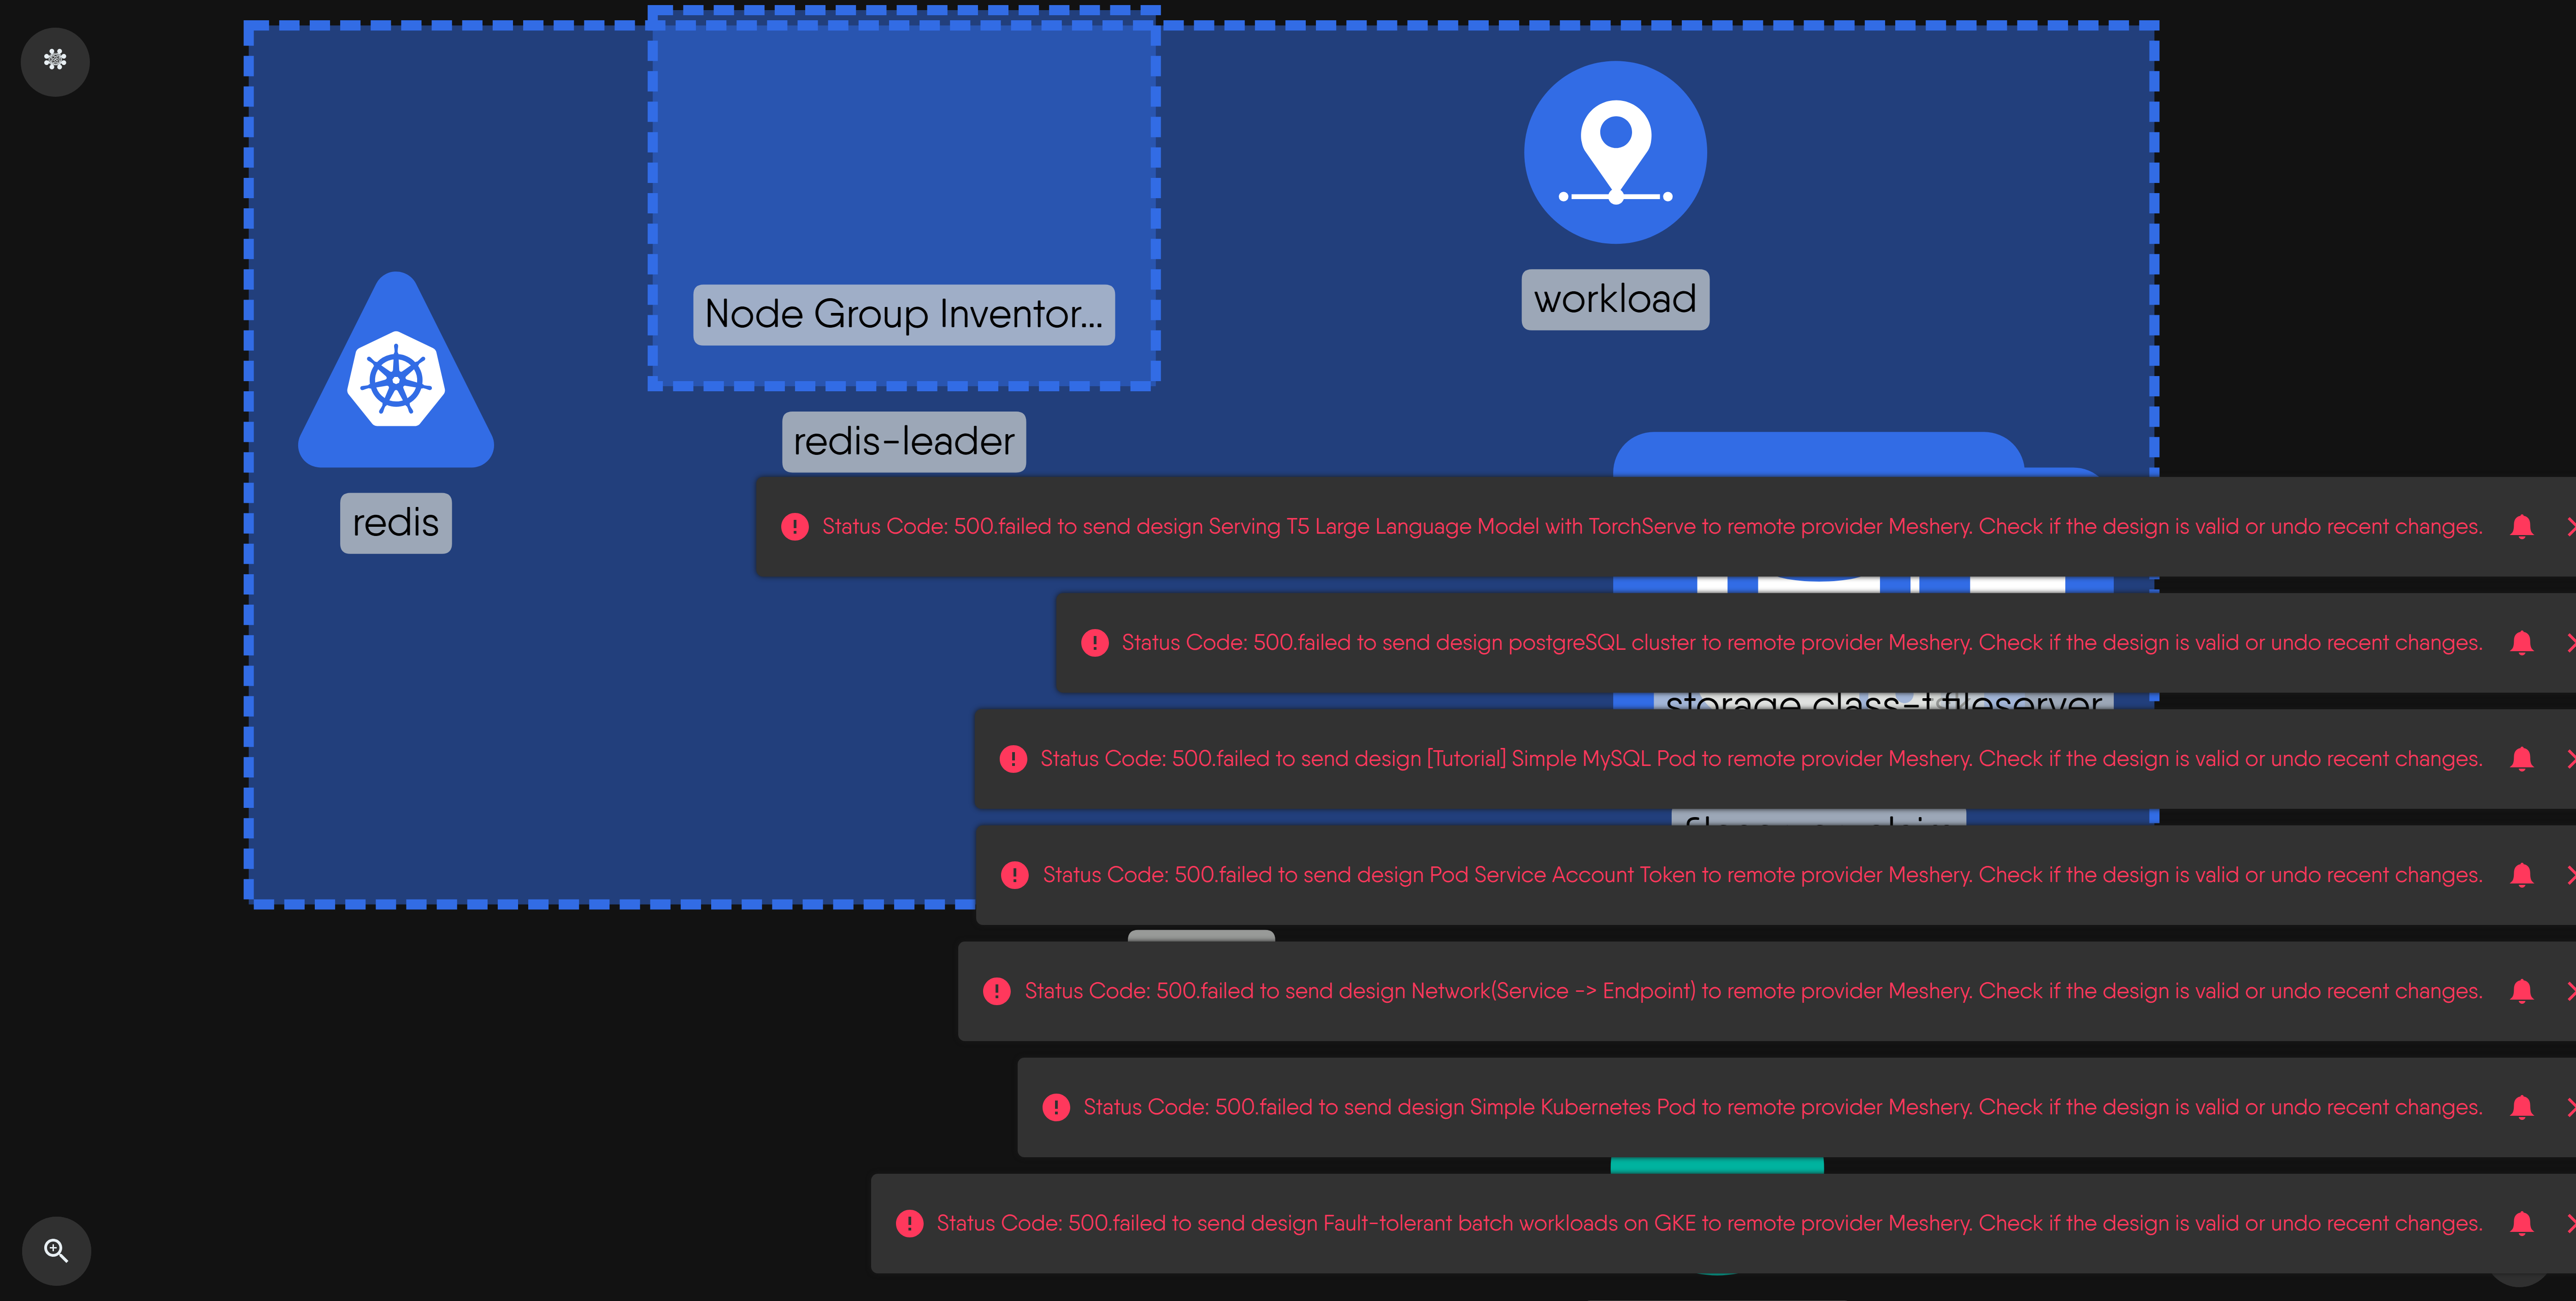 Node Group Inventor...
workload
redis-leader
redis
Status Code: 500.failed to send design Serving T5 Large Language Model with TorchServe to remote provider Meshery. Check if the design is valid or undo recent changes.
Status Code: 500.failed to send design postgreSQL cluster to remote provider Meshery. Check if the design is valid or undo recent changes.
storage class-
fileserver
Status Code: 500.failed to send design [Tutorial] Simple MySQL Pod to remote provider Meshery. Check if the design is valid or undo recent changes.
Status Code: 500.failed to send design Pod Service Account Token to remote provider Meshery. Check if the design is valid or undo recent changes.
Status Code: 500.failed to send design Network(Service -> Endpoint) to remote provider Meshery. Check if the design is valid or undo recent changes.
Status Code: 500.failed to send design Simple Kubernetes Pod to remote provider Meshery. Check if the design is valid or undo recent changes.
Status Code: 500.failed to send design Fault-tolerant batch workloads on GKE to remote provider Meshery. Check if the design is valid or undo recent changes.